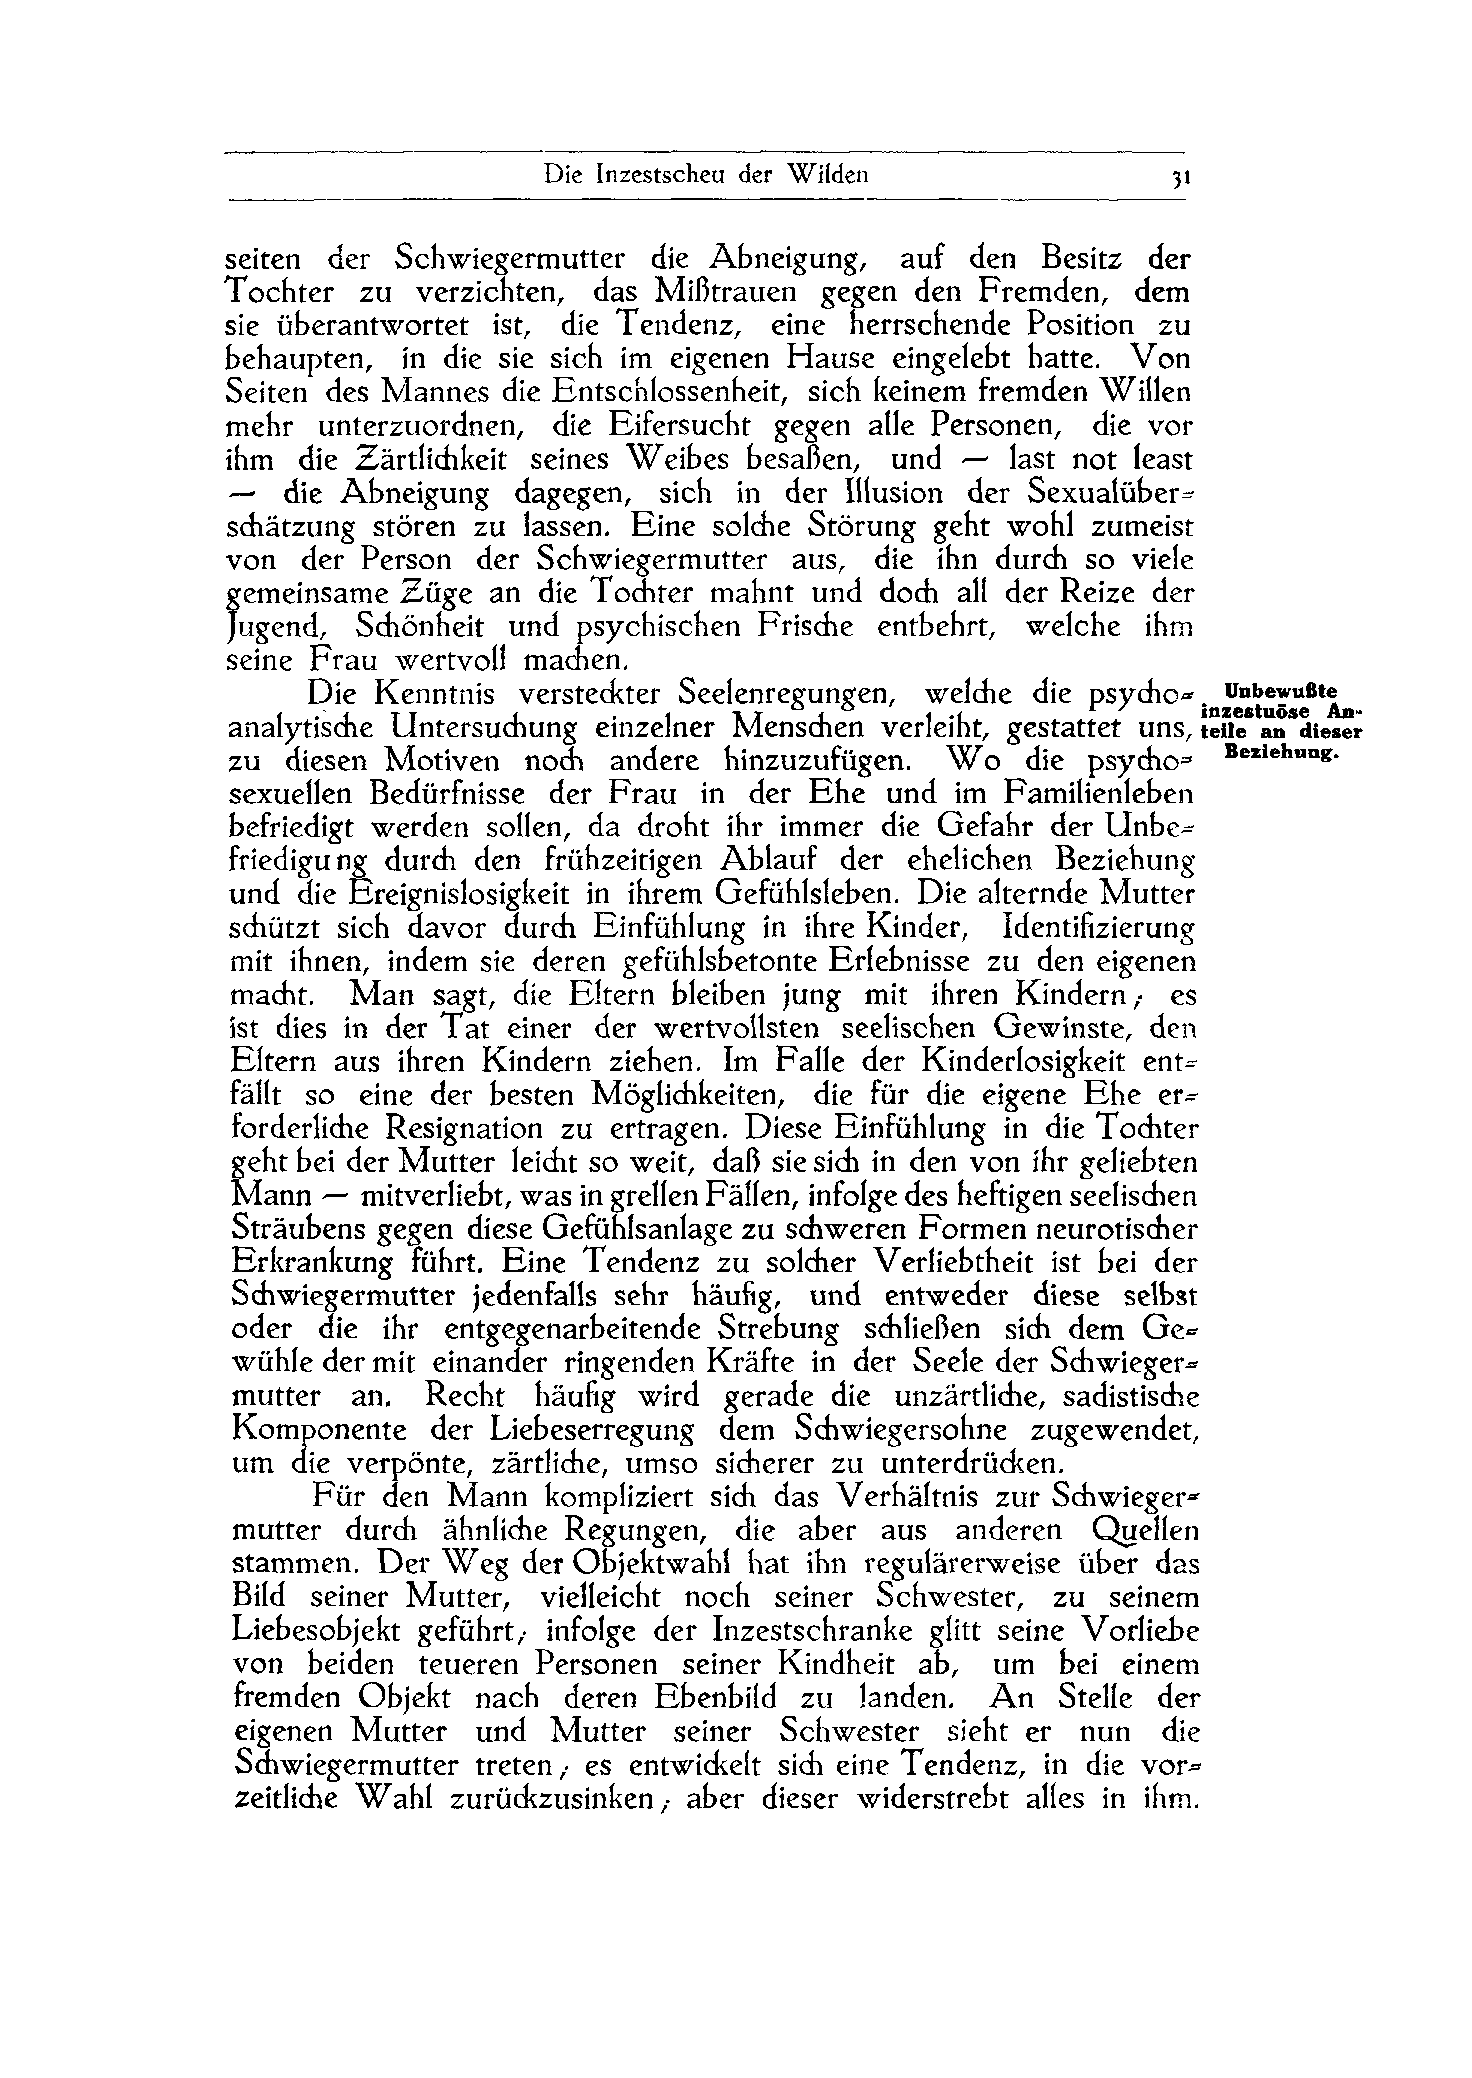 Die Inzestscheu der Wilden 31
seiten der Schwiegermutter die Abneigung, auf den Besitz der
Tochter zu verzichten, das Mißtrauen gegen den Fremden, dem
sie überantwortet ist, die Tendenz, eine herrschende Position zu
behaupten, in die sie sich im eigenen Hause eingelebt hatte. Von
Seiten des Mannes die Entschlossenheit, sich keinem fremden Willen
mehr unterzuordnen, die Eifersucht gegen alle Personen, die vor
ihm die Zärtlichkeit seines Weibes besaßen, und — last not least
— die Abneigung dagegen, sich in der Illusion der Sexualüber-
schätzung stören zu lassen. Eine solche Störung geht wohl zumeist
von der Person der Schwiegermutter aus, die ihn durch so viele
gemeinsame Züge an die Tochter mahnt und doch all der Reize der
Jugend, Schönheit und psychischen Frische entbehrt, welche ihm
seine Frau wertvoll machen.
Die Kenntnis versteckter Seelenregungen, welche die psycho-
analytische Untersuchung einzelner Menschen verleiht, gestattet uns,
zu diesen Motiven noch andere hinzuzufügen. Wo die psycho-
sexuellen Bedürfnisse der Frau in der Ehe und im Familienleben
befriedigt werden sollen, da droht ihr immer die Gefahr der Unbe-
friedigung durch den frühzeitigen Ablauf der ehelichen Beziehung
und die Ereignislosigkeit in ihrem Gefühlsleben. Die alternde Mutter
schützt sich davor durch Einfühlung in ihre Kinder, Identifizierung
mit ihnen, indem sie deren gefühlsbetonte Erlebnisse zu den eigenen
macht. Man sagt, die Eltern bleiben jung mit ihren Kindern; es
ist dies in der Tat einer der wertvollsten seelischen Gewinste, den
Eltern aus ihren Kindern ziehen. Im Falle der Kinderlosigkeit ent-
fällt so eine der besten Möglichkeiten, die für die eigene Ehe er-
forderliche Resignation zu ertragen. Diese Einfühlung in die Tochter
geht bei der Mutter leicht so weit, daß sie sich in den von ihr geliebten
Mann — mitverliebt, was in grellen Fällen, infolge des heftigen seelischen
Sträubens gegen diese Gefühlsanlage zu schweren Formen neurotischer
Erkrankung führt. Eine Tendenz zu solcher Verliebtheit ist bei der
Schwiegermutter jedenfalls sehr häufig, und entweder diese selbst
oder die ihr entgegenarbeitende Strebung schließen sich dem Ge-
wühle der mit einander ringenden Kräfte in der Seele der Schwieger-
mutter an. Recht häufig wird gerade die unzärtliche, sadistische
Komponente der Liebeserregung dem Schwiegersohne zugewendet,
um die verpönte, zärtliche, umso sicherer zu unterdrücken.
Für den Mann kompliziert sich das Verhältnis zur Schwieger-
mutter durch ähnliche Regungen, die aber aus anderen Quellen
stammen. Der Weg der Objektwahl hat ihn regulärerweise über das
Bild seiner Mutter, vielleicht noch seiner Schwester, zu seinem
Liebesobjekt geführt; infolge der Inzestschranke glitt seine Vorliebe
von beiden teueren Personen seiner Kindheit ab, um bei einem
fremden Objekt nach deren Ebenbild zu landen. An Stelle der
eigenen Mutter und Mutter seiner Schwester sieht er nun die
Schwiegermutter treten; es entwickelt sich eine Tendenz, in die vor-
zeitliche Wahl zurückzusinken; aber dieser widerstrebt alles in ihm.
Unbewußte
inzestuöse An-
teile an dieser
Beziehung.